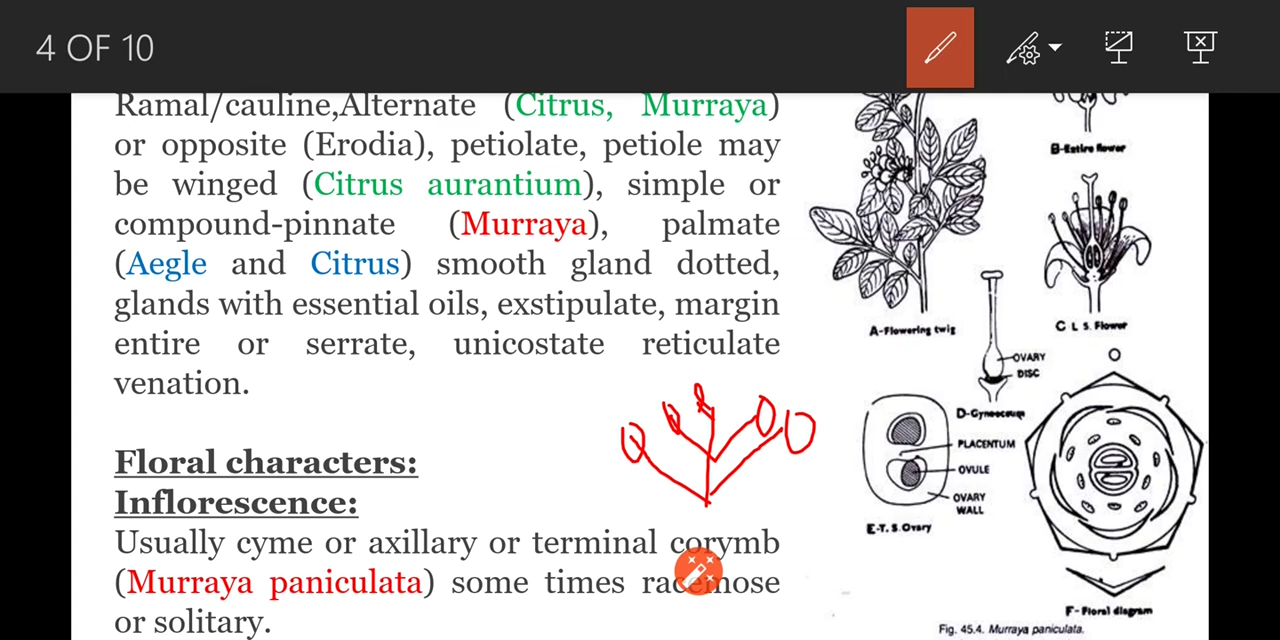 4 OF 10
Ramal/cauline,Alternate (Citrus, Murraya)
or opposite (Erodia), petiolate, petiole may
be winged (Citrus aurantium), simple or
compound-pinnate (Murraya), palmate
(Aegle and Citrus) smooth gland dotted,
glands with essential oils, exstipulate, margin
entire or serrate, unicostate reticulate
venation.
Floral characters:
Inflorescence:
Usually cyme or axillary or terminal corymb
(Murraya paniculata) some times racemose
or solitary.
B-Entire flower
A-Flowering twig
C L S. Flower
OVARY
DISC
D-Gynoecium
PLACENTUM
OVULE
OVARY
WALL
E-T. S. Ovary
F-Floral diagram
Fig. 45.4. Murraya paniculata.